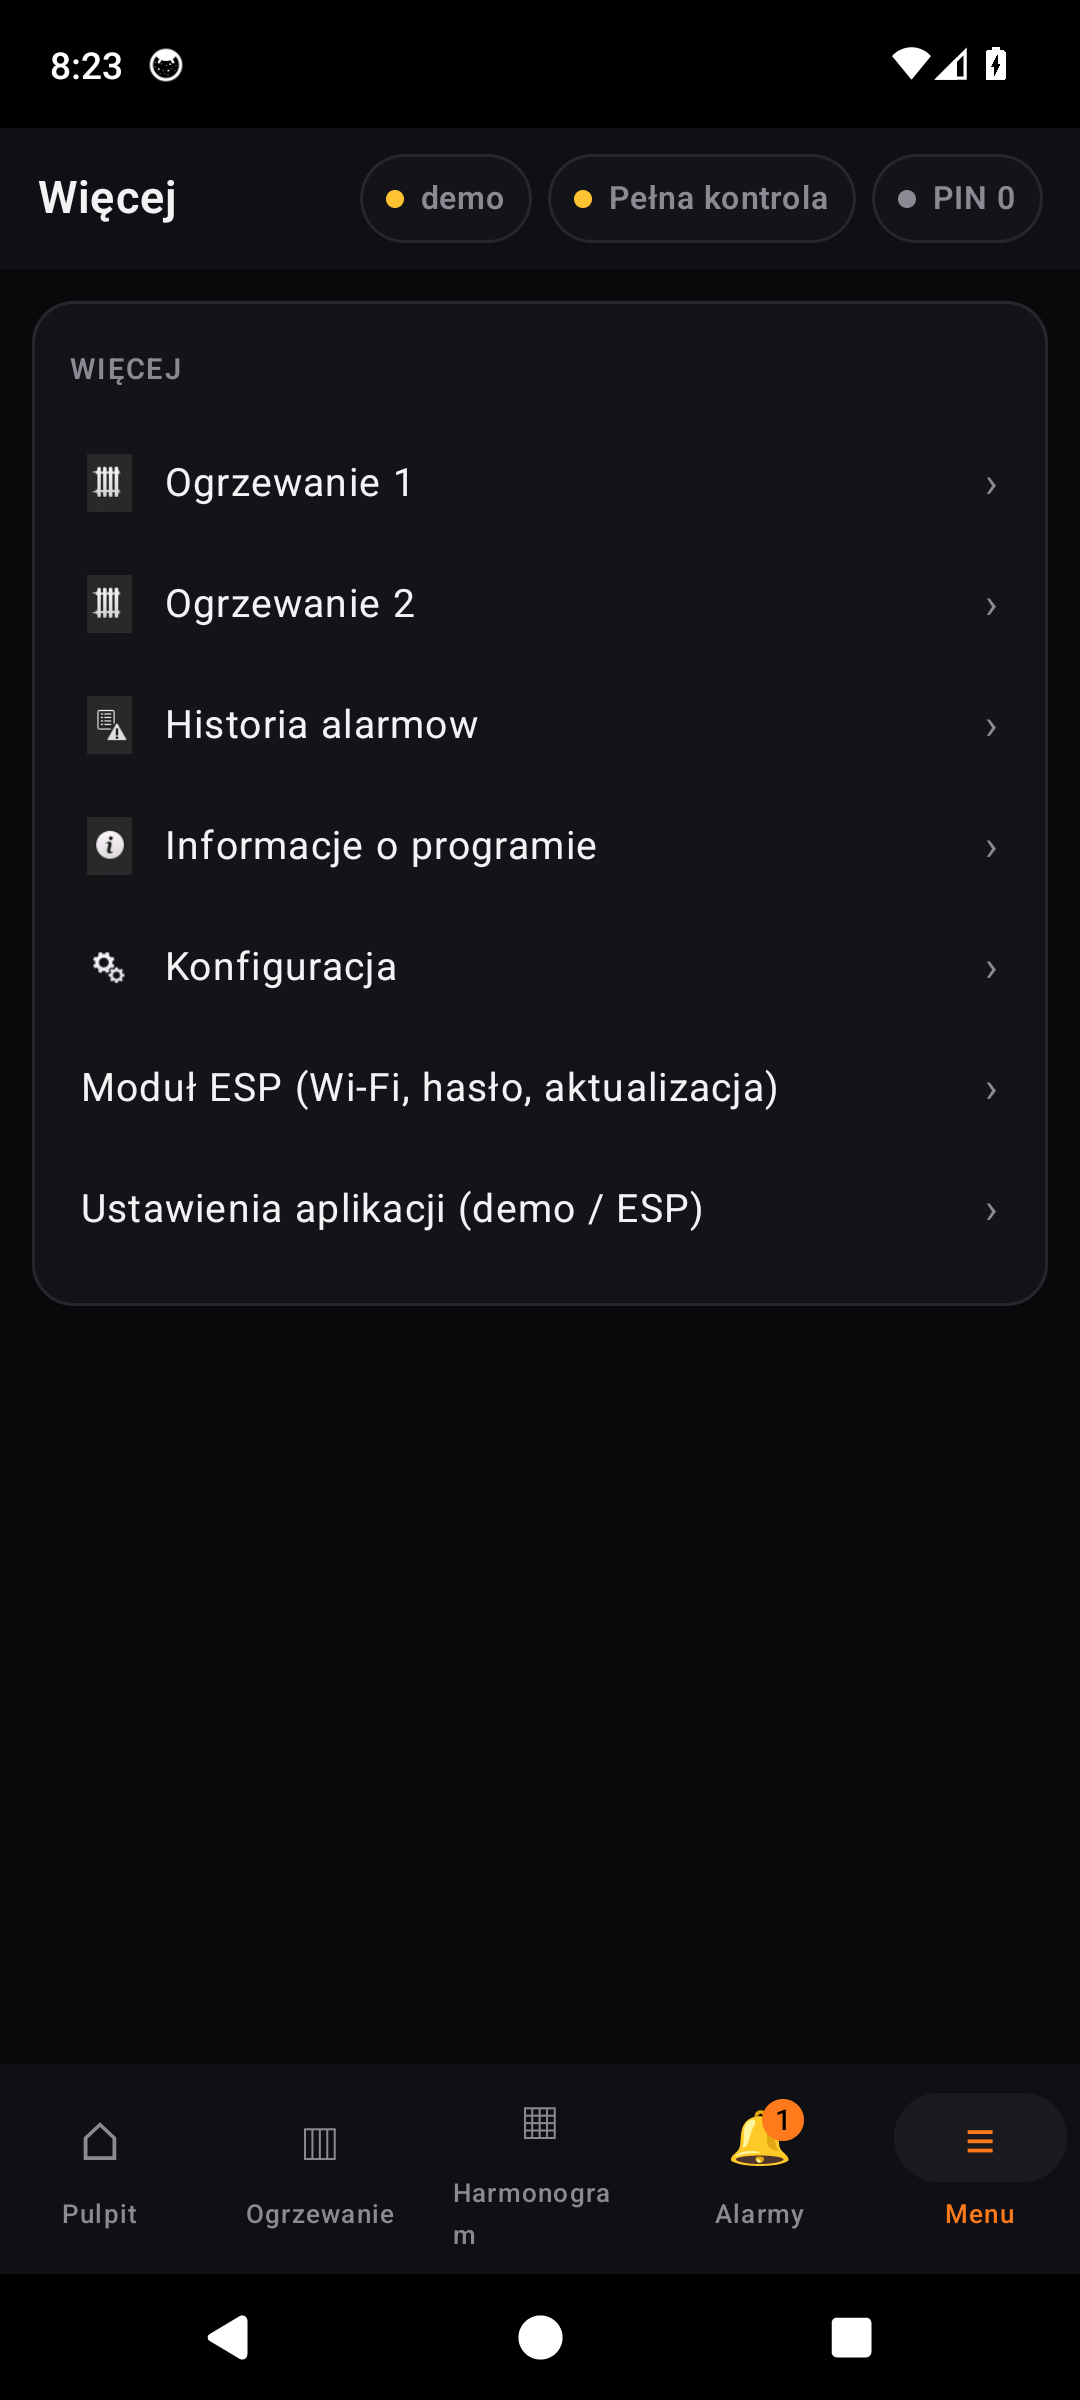 8:23
Więcej
demo
Pełna kontrola
PIN 0
WIĘCEJ
Ogrzewanie 1
Ogrzewanie 2
Historia alarmow
Informacje o programie
Konfiguracja
Moduł ESP (Wi-Fi, hasło, aktualizacja)
Ustawienia aplikacji (demo / ESP)
1
Pulpit
Ogrzewanie
Harmonogra
m
Alarmy
Menu